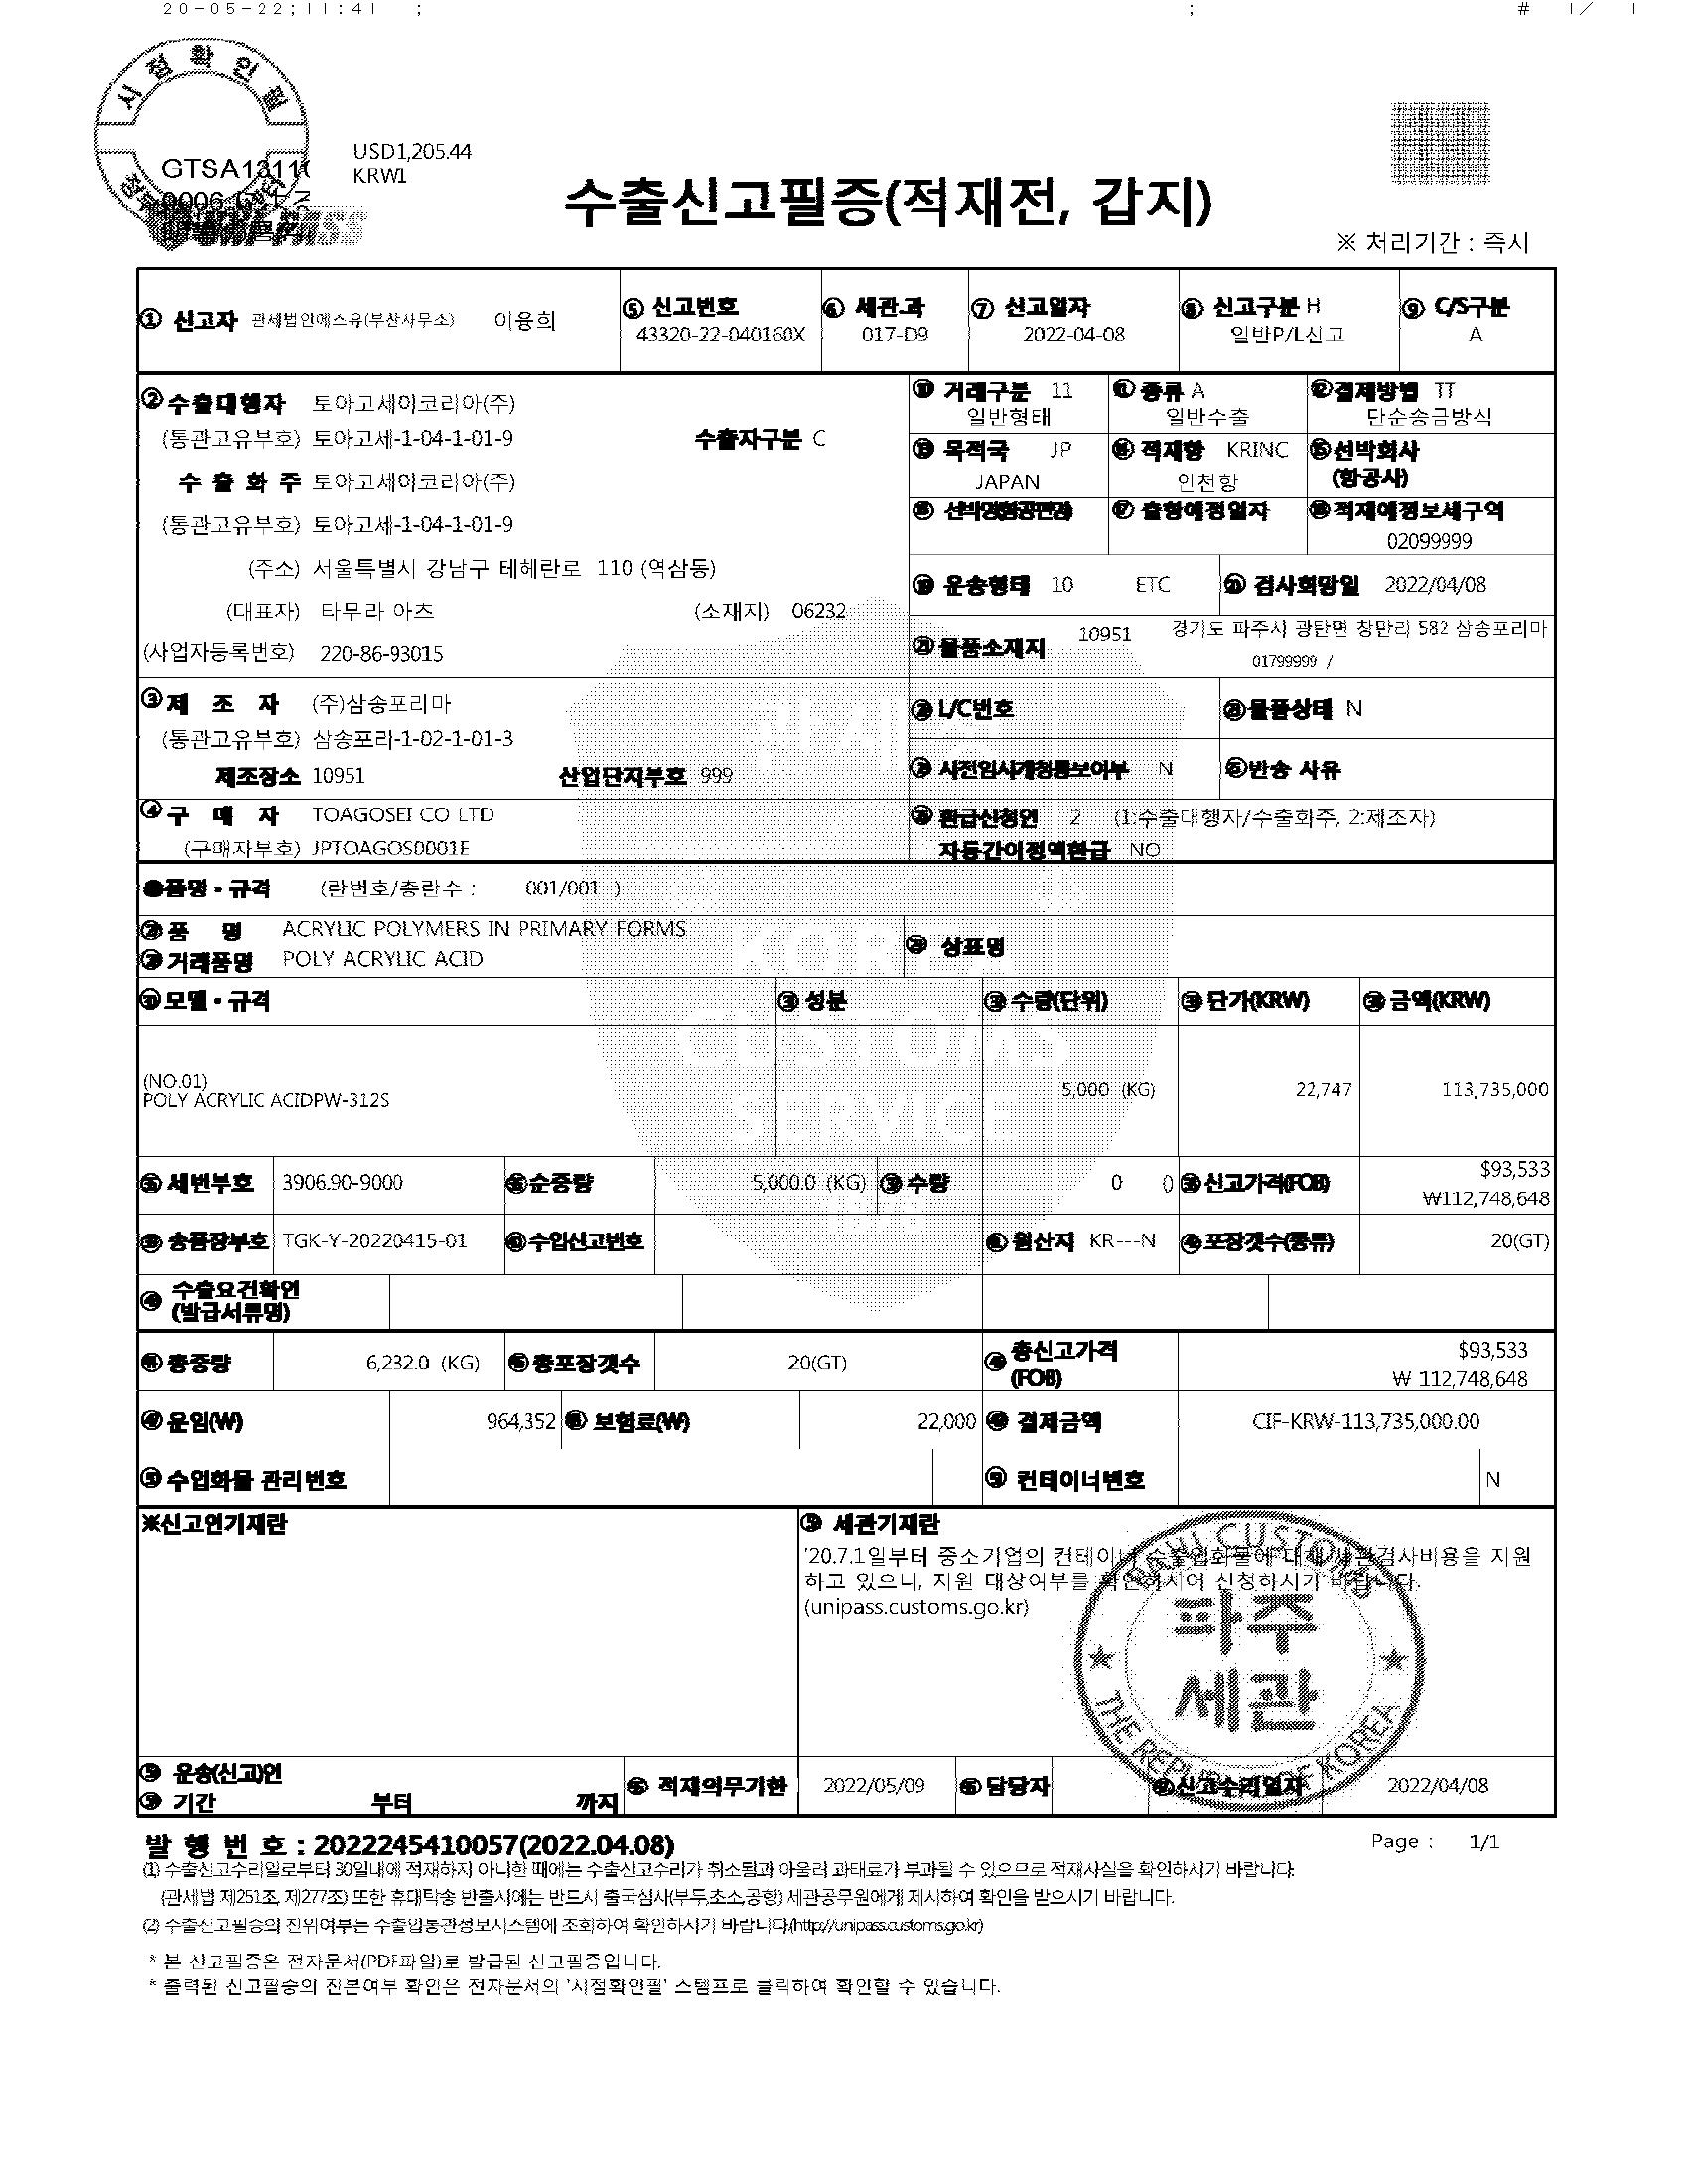 20-05-22;11:41 ; ; # 1/ 1
시점확인필
GTSA1311
USD1,205.44
KRW1
수출신고필증(적재전, 갑지)
※ 처리기간 : 즉시
① 신고자 관세법인에스유(부산사무소) 이용희
⑤ 신고번호
43320-22-040160X
⑥ 세관.과
017-D9
⑦ 신고일자
2022-04-08
⑧ 신고구분 H
일반P/L신고
⑨ C/S구분
A
② 수출대행자 토아고세이코리아(주)
(통관고유부호) 토아고세-1-04-1-01-9 수출자구분 C
수 출 화 주 토아고세이코리아(주)
(통관고유부호) 토아고세-1-04-1-01-9
(주소) 서울특별시 강남구 테헤란로 110 (역삼동)
(대표자) 타무라 아츠 (소재지) 06232
(사업자등록번호) 220-86-93015
⑩ 거래구분 11
일반형태
⑪ 종류 A
일반수출
⑫ 결제방법 TT
단순송금방식
⑬ 목적국 JP
JAPAN
⑭ 적재항 KRINC
인천항
⑮ 선박회사
(항공사)
⑯ 선박명(항공편명)
⑰ 출항예정일자
⑱ 적재예정보세구역
02099999
⑲ 운송형태 10 ETC
⑳ 검사희망일 2022/04/08
㉑ 물품소재지 10951 경기도 파주시 광탄면 창만리 582 삼송포리마
01799999 /
③ 제 조 자 (주)삼송포리마
(통관고유부호) 삼송포리-1-02-1-01-3
제조장소 10951 산업단지부호 999
㉒ L/C번호
㉓ 물품상태 N
㉔ 사전임시개청통보여부 N
㉕ 반송 사유
④ 구 매 자 TOAGOSEI CO LTD
(구매자부호) JPTOAGOS0001E
㉖ 환급신청인 2 (1:수출대행자/수출화주, 2:제조자)
자동간이정액환급 NO
●품명・규격 (란번호/총란수 : 001/001 )
㉗ 품 명 ACRYLIC POLYMERS IN PRIMARY FORMS
㉘ 거래품명 POLY ACRYLIC ACID
㉙ 상표명
㉚ 모델・규격
㉛ 성분
㉜ 수량(단위)
㉝ 단가(KRW)
㉞ 금액(KRW)
(NO.01)
POLY ACRYLIC ACIDPW-312S
5,000 (KG) 22,747 113,735,000
KOREA
CUSTOMS
SERVICE
㉟ 세번부호 3906.90-9000
㊱ 순중량 5,000.0 (KG)
㊲ 수량 0 0
㊳ 신고가격(FOB) $93,533
₩112,748,648
㊴ 송품장부호 TGK-Y-20220415-01
㊵ 수입신고번호
㊶ 원산지 KR---N
㊷ 포장갯수(종류) 20(GT)
㊸ 수출요건확인
(발급서류명)
㊹ 총중량 6,232.0 (KG)
㊺ 총포장갯수 20(GT)
㊻ 총신고가격
(FOB)
$93,533
₩ 112,748,648
㊼ 운임(W) 964,352
㊽ 보험료(W) 22,000
㊾ 결제금액 CIF-KRW-113,735,000.00
수입화물 관리번호
컨테이너번호 N
※신고인기재란
세관기재란
'20.7.1일부터 중소기업의 컨테이너 수출입화물에 대해 세관검사비용을 지원
하고 있으니, 지원 대상여부를 확인하시어 신청하시기 바랍니다.
(unipass.customs.go.kr)
PAJU CUSTOMS
파주
세관
THE REPUBLIC OF KOREA
운송(신고)인
기간 부터 까지
적재의무기한 2022/05/09
담당자
신고수리일자 2022/04/08
발 행 번 호 : 2022245410057(2022.04.08)
Page : 1/1
(1) 수출신고수리일로부터 30일내에 적재하지 아니한 때에는 수출신고수리가 취소됨과 아울러 과태료가 부과될 수 있으므로 적재사실을 확인하시기 바랍니다.
(관세법 제251조, 제277조) 또한 휴대탁송 반출시에는 반드시 출국심사(부두,초소,공항) 세관공무원에게 제시하여 확인을 받으시기 바랍니다.
(2) 수출신고필증의 진위여부는 수출입통관정보시스템에 조회하여 확인하시기 바랍니다.(http://unipass.customs.go.kr)
* 본 신고필증은 전자문서(PDF파일)로 발급된 신고필증입니다.
* 출력된 신고필증의 진본여부 확인은 전자문서의 '시점확인필' 스탬프로 클릭하여 확인할 수 있습니다.